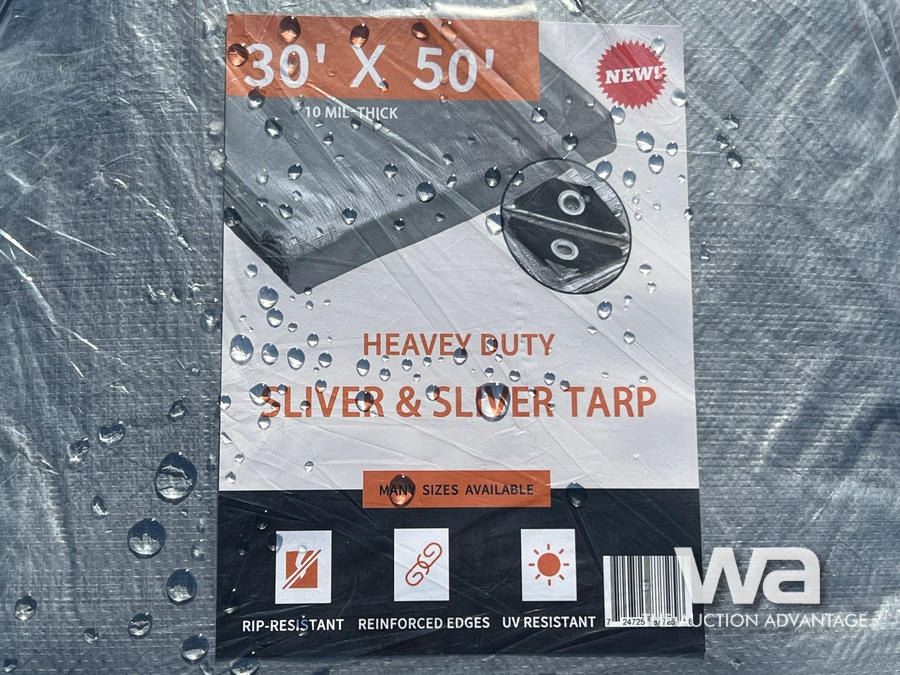 30' X 50'
NEW!
10 MIL THICK
HEAVEY DUTY
SLIVER & SLIVER TARP
MANY SIZES AVAILABLE
RIP-RESISTANT REINFORCED EDGES UV RESISTANT
wa
AUCTION ADVANTAGE